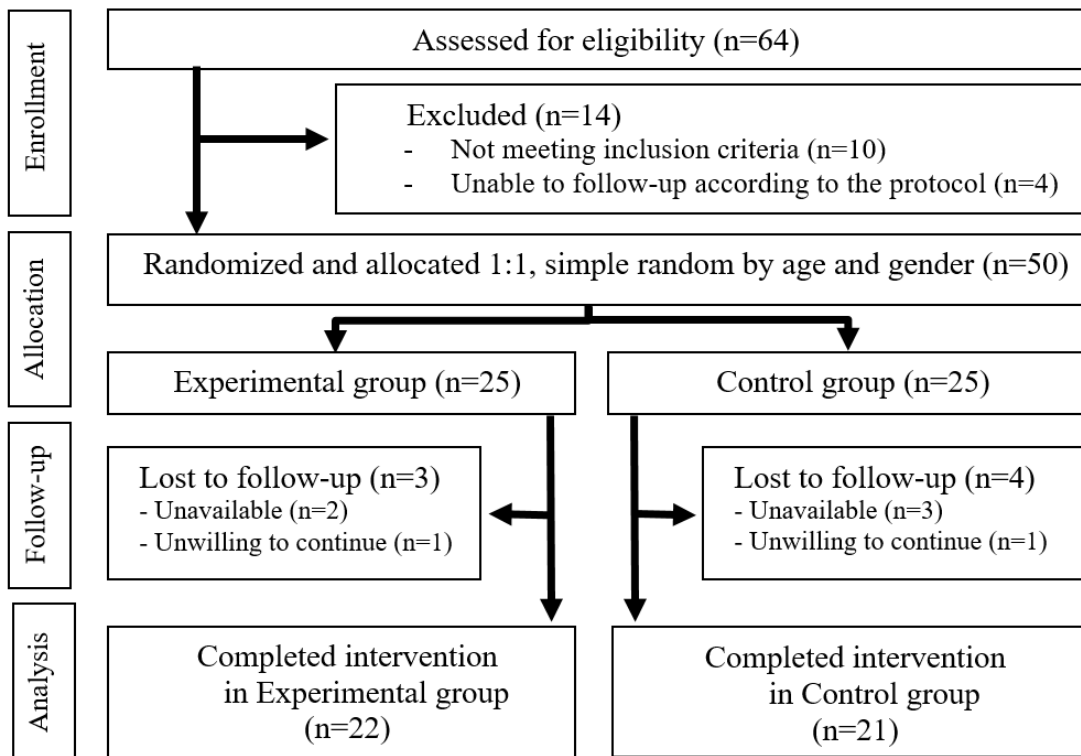 Enrollment
Assessed for eligibility (n=64)
Excluded (n=14)
- Not meeting inclusion criteria (n=10)
- Unable to follow-up according to the protocol (n=4)
Allocation
Randomized and allocated 1:1, simple random by age and gender (n=50)
Experimental group (n=25)
Control group (n=25)
Follow-up
Lost to follow-up (n=3)
- Unavailable (n=2)
- Unwilling to continue (n=1)
Lost to follow-up (n=4)
- Unavailable (n=3)
- Unwilling to continue (n=1)
Analysis
Completed intervention
in Experimental group
(n=22)
Completed intervention
in Control group
(n=21)